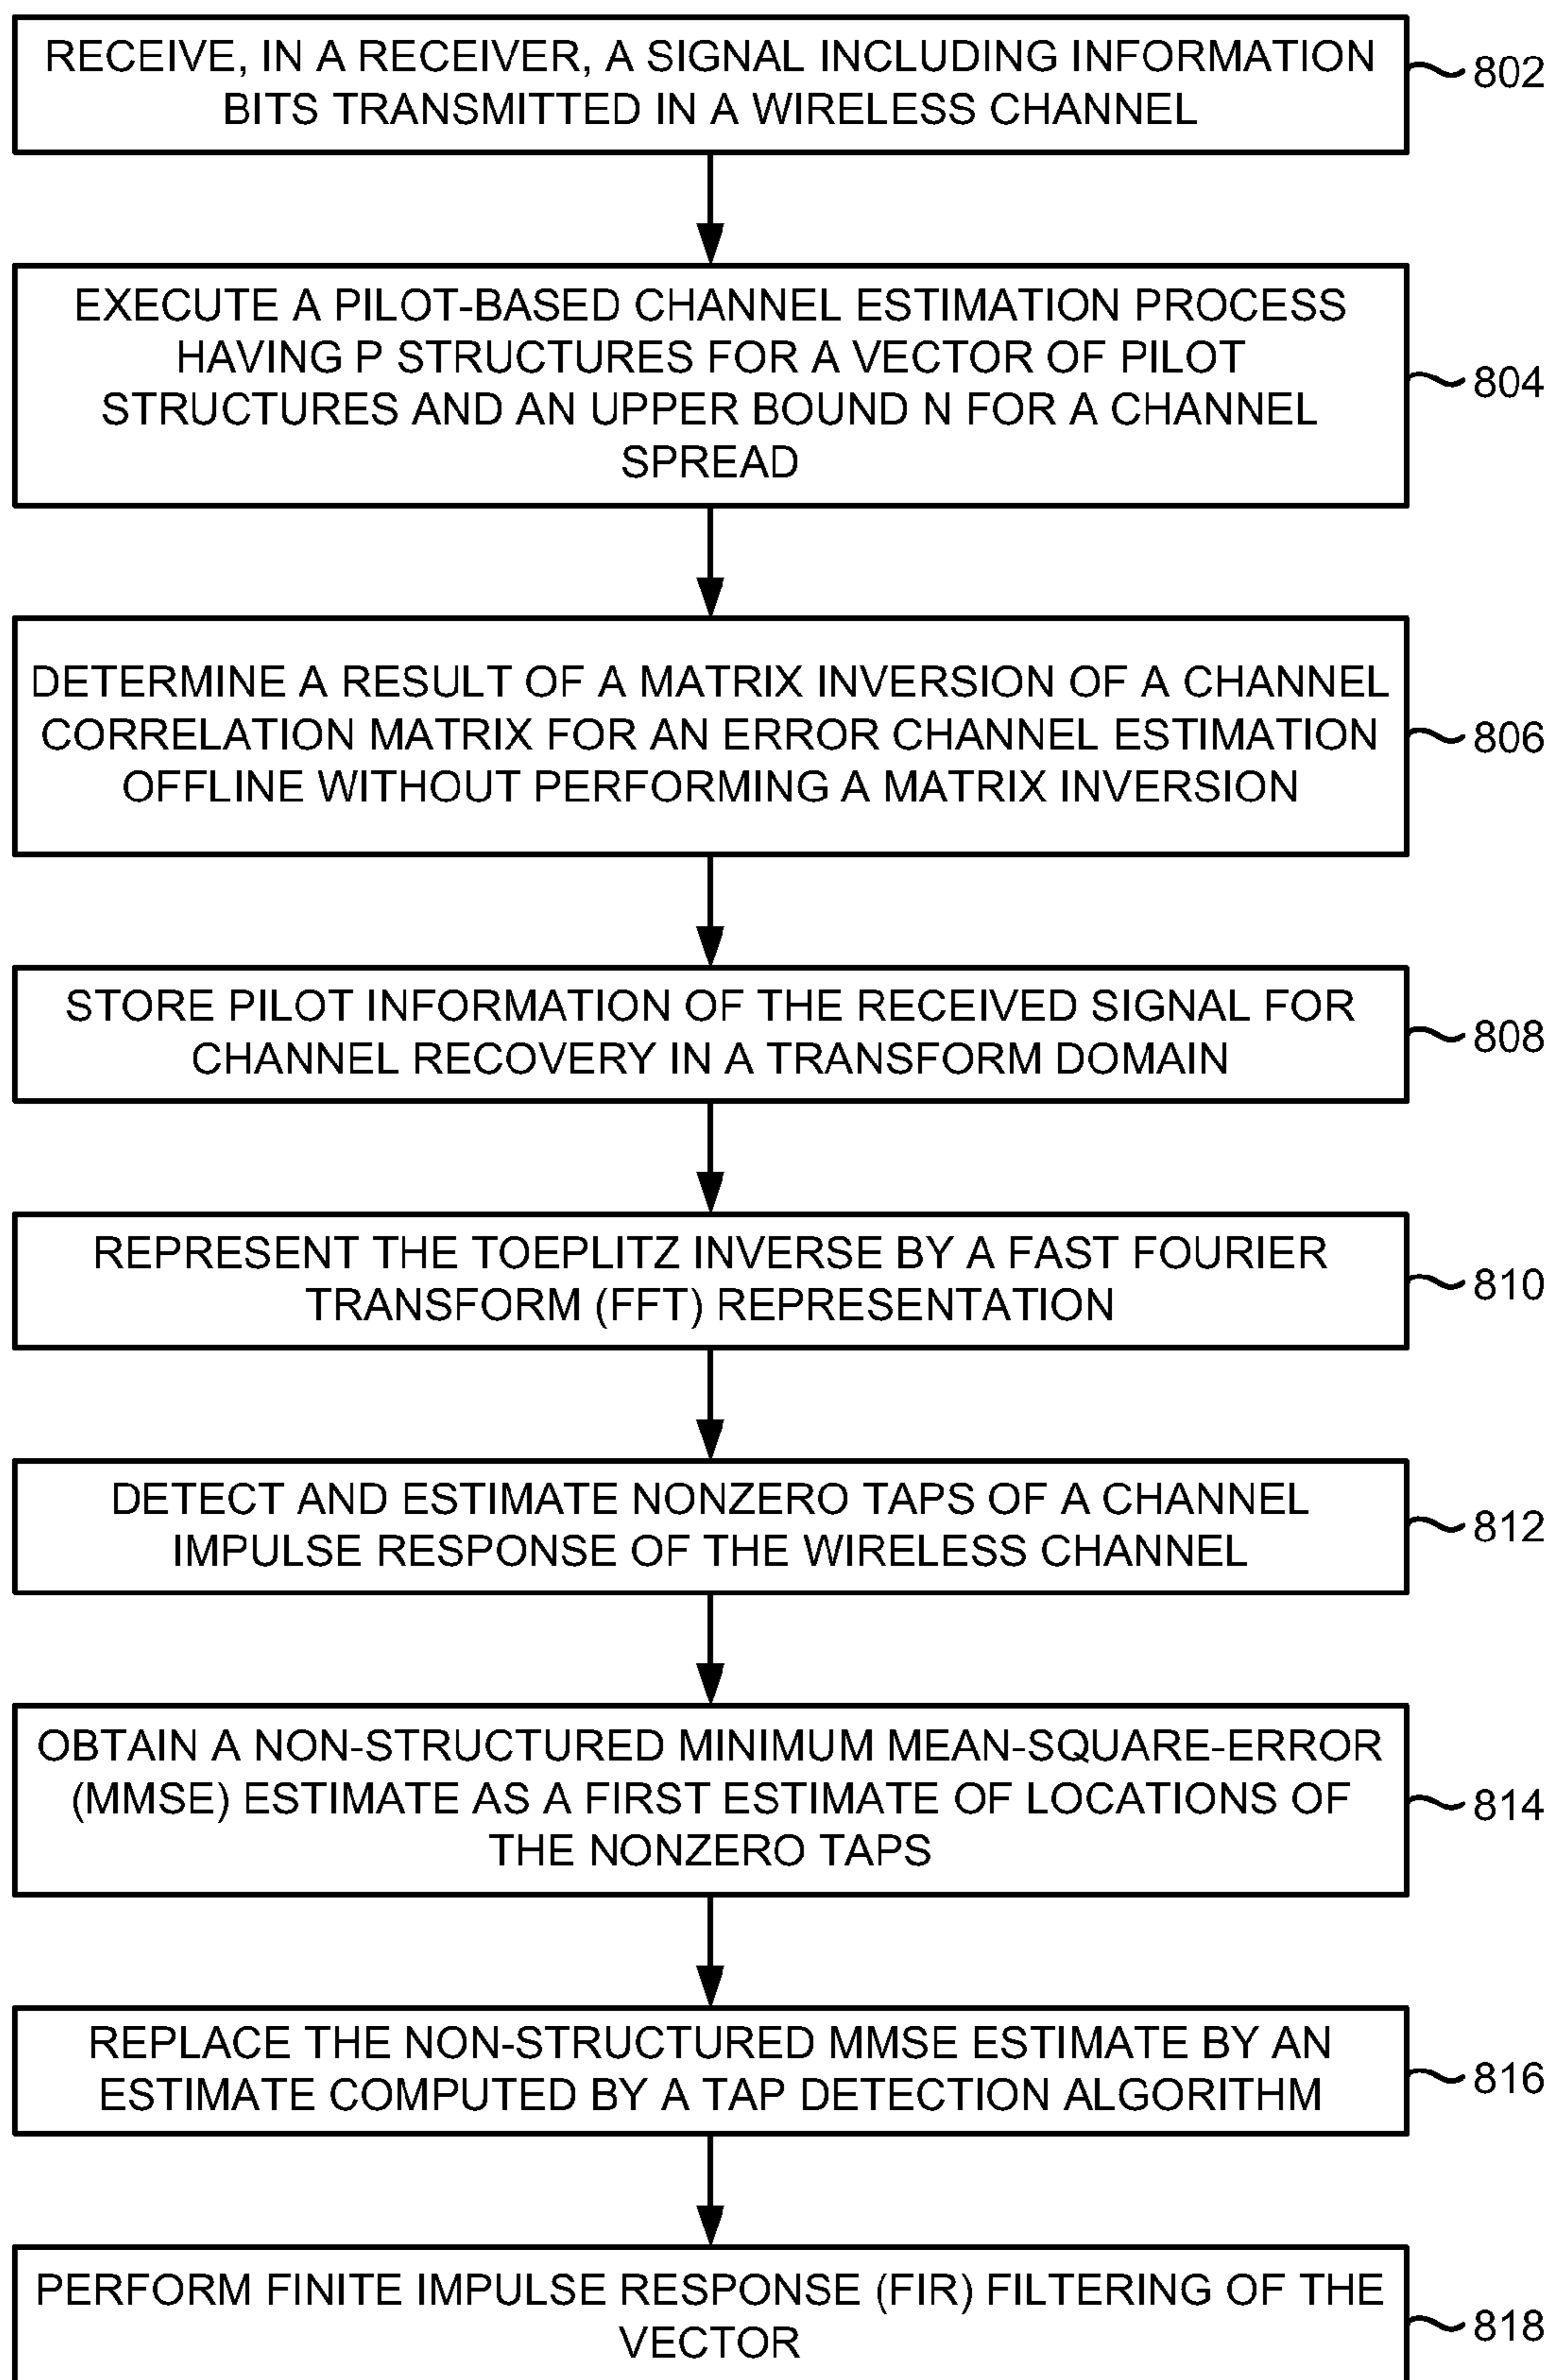 RECEIVE, IN A RECEIVER, A SIGNAL INCLUDING INFORMATION
BITS TRANSMITTED IN A WIRELESS CHANNEL
802
EXECUTE A PILOT-BASED CHANNEL ESTIMATION PROCESS
HAVING P STRUCTURES FOR A VECTOR OF PILOT
STRUCTURES AND AN UPPER BOUND N FOR A CHANNEL
SPREAD
804
DETERMINE A RESULT OF A MATRIX INVERSION OF A CHANNEL
CORRELATION MATRIX FOR AN ERROR CHANNEL ESTIMATION
OFFLINE WITHOUT PERFORMING A MATRIX INVERSION
806
STORE PILOT INFORMATION OF THE RECEIVED SIGNAL FOR
CHANNEL RECOVERY IN A TRANSFORM DOMAIN
808
REPRESENT THE TOEPLITZ INVERSE BY A FAST FOURIER
TRANSFORM (FFT) REPRESENTATION
810
DETECT AND ESTIMATE NONZERO TAPS OF A CHANNEL
IMPULSE RESPONSE OF THE WIRELESS CHANNEL
812
OBTAIN A NON-STRUCTURED MINIMUM MEAN-SQUARE-ERROR
(MMSE) ESTIMATE AS A FIRST ESTIMATE OF LOCATIONS OF
THE NONZERO TAPS
814
REPLACE THE NON-STRUCTURED MMSE ESTIMATE BY AN
ESTIMATE COMPUTED BY A TAP DETECTION ALGORITHM
816
PERFORM FINITE IMPULSE RESPONSE (FIR) FILTERING OF THE
VECTOR
818